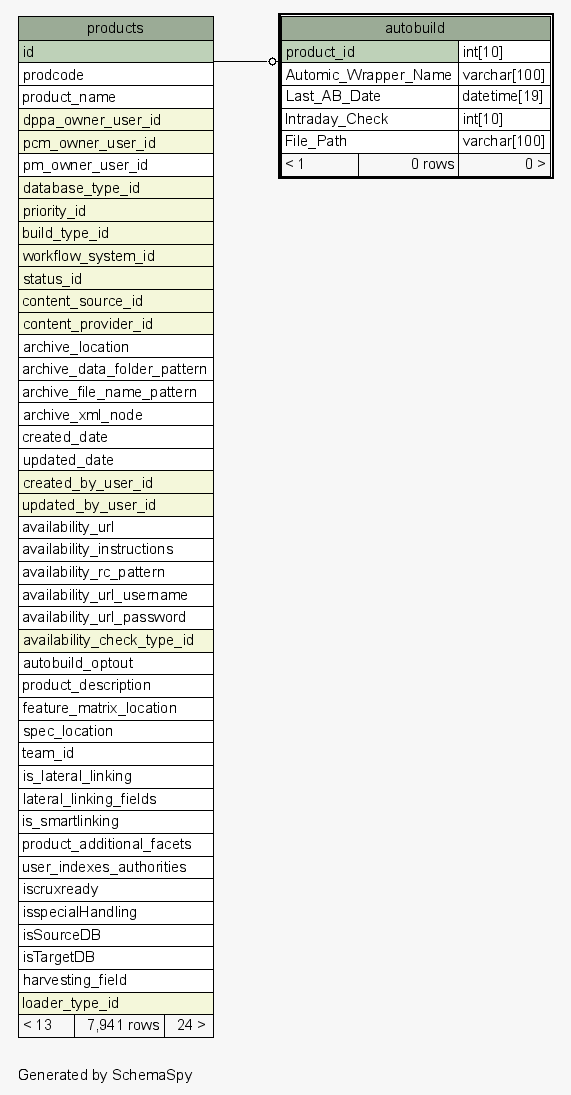 products
id
prodcode
product_name
dppa_owner_user_id
pcm_owner_user_id
pm_owner_user_id
database_type_id
priority_id
build_type_id
workflow_system_id
status_id
content_source_id
content_provider_id
archive_location
archive_data_folder_pattern
archive_file_name_pattern
archive_xml_node
created_date
updated_date
created_by_user_id
updated_by_user_id
availability_url
availability_instructions
availability_rc_pattern
availability_url_username
availability_url_password
availability_check_type_id
autobuild_optout
product_description
feature_matrix_location
spec_location
team_id
is_lateral_linking
lateral_linking_fields
is_smartlinking
product_additional_facets
user_indexes_authorities
iscruxready
isspecialHandling
isSourceDB
isTargetDB
harvesting_field
loader_type_id
< 13 7,941 rows 24 >
autobuild
product_id int[10]
Automic_Wrapper_Name varchar[100]
Last_AB_Date datetime[19]
Intraday_Check int[10]
File_Path varchar[100]
< 1 0 rows 0 >
Generated by SchemaSpy